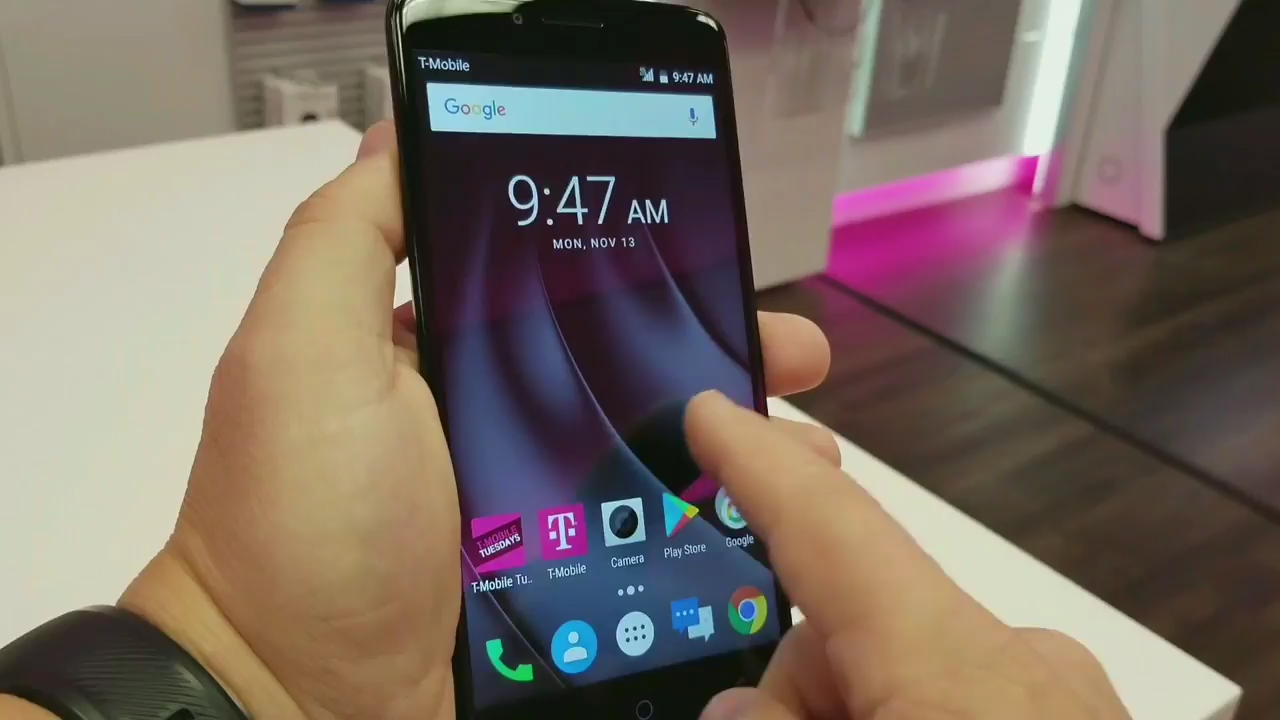 T-Mobile
9:47 AM
Google
9:47 AM
MON, NOV 13
T-MOBILE
TUESDAYS
T
T-Mobile Tu..
T-Mobile
Camera
Play Store
Google